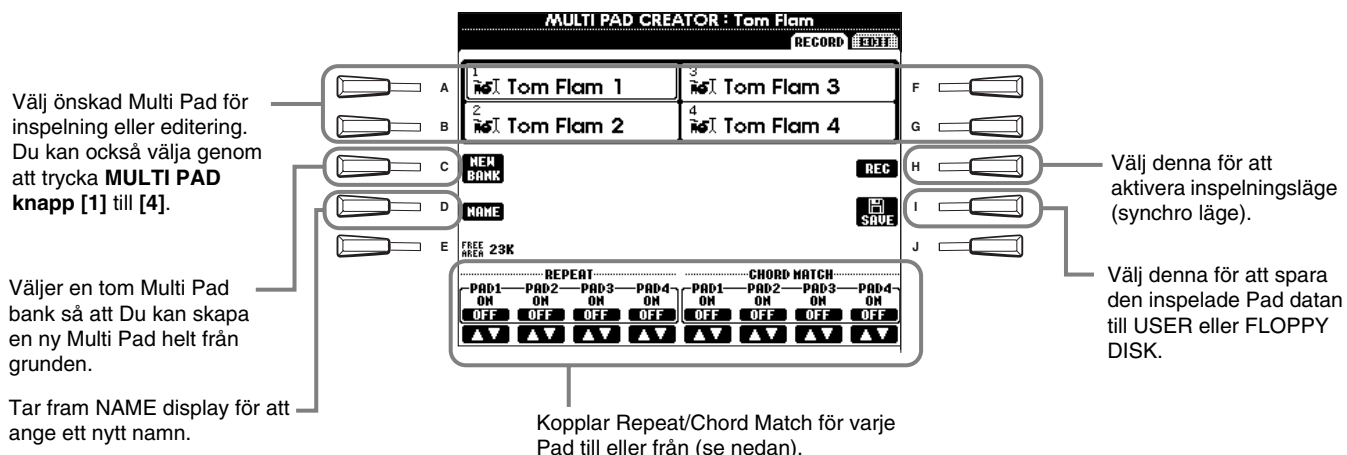 MULTI PAD CREATOR : Tom Flam
RECORD EDIT
Välj önskad Multi Pad för
inspelning eller editering.
Du kan också välja genom
att trycka MULTI PAD
knapp [1] till [4].
Väljer en tom Multi Pad
bank så att Du kan skapa
en ny Multi Pad helt från
grunden.
Tar fram NAME display för att
ange ett nytt namn.
A
B
C
D
E
1
Tom Flam 1
2
Tom Flam 2
3
Tom Flam 3
4
Tom Flam 4
NEW
BANK
NAME
FREE
AREA 23K
REC
SAVE
F
G
H
I
J
REPEAT CHORD MATCH
PAD1 PAD2 PAD3 PAD4 PAD1 PAD2 PAD3 PAD4
ON ON ON ON ON ON ON ON
OFF OFF OFF OFF OFF OFF OFF OFF
Välj denna för att
aktivera inspelningsläge
(synchro läge).
Välj denna för att spara
den inspelade Pad datan
till USER eller FLOPPY
DISK.
Kopplar Repeat/Chord Match för varje
Pad till eller från (se nedan).